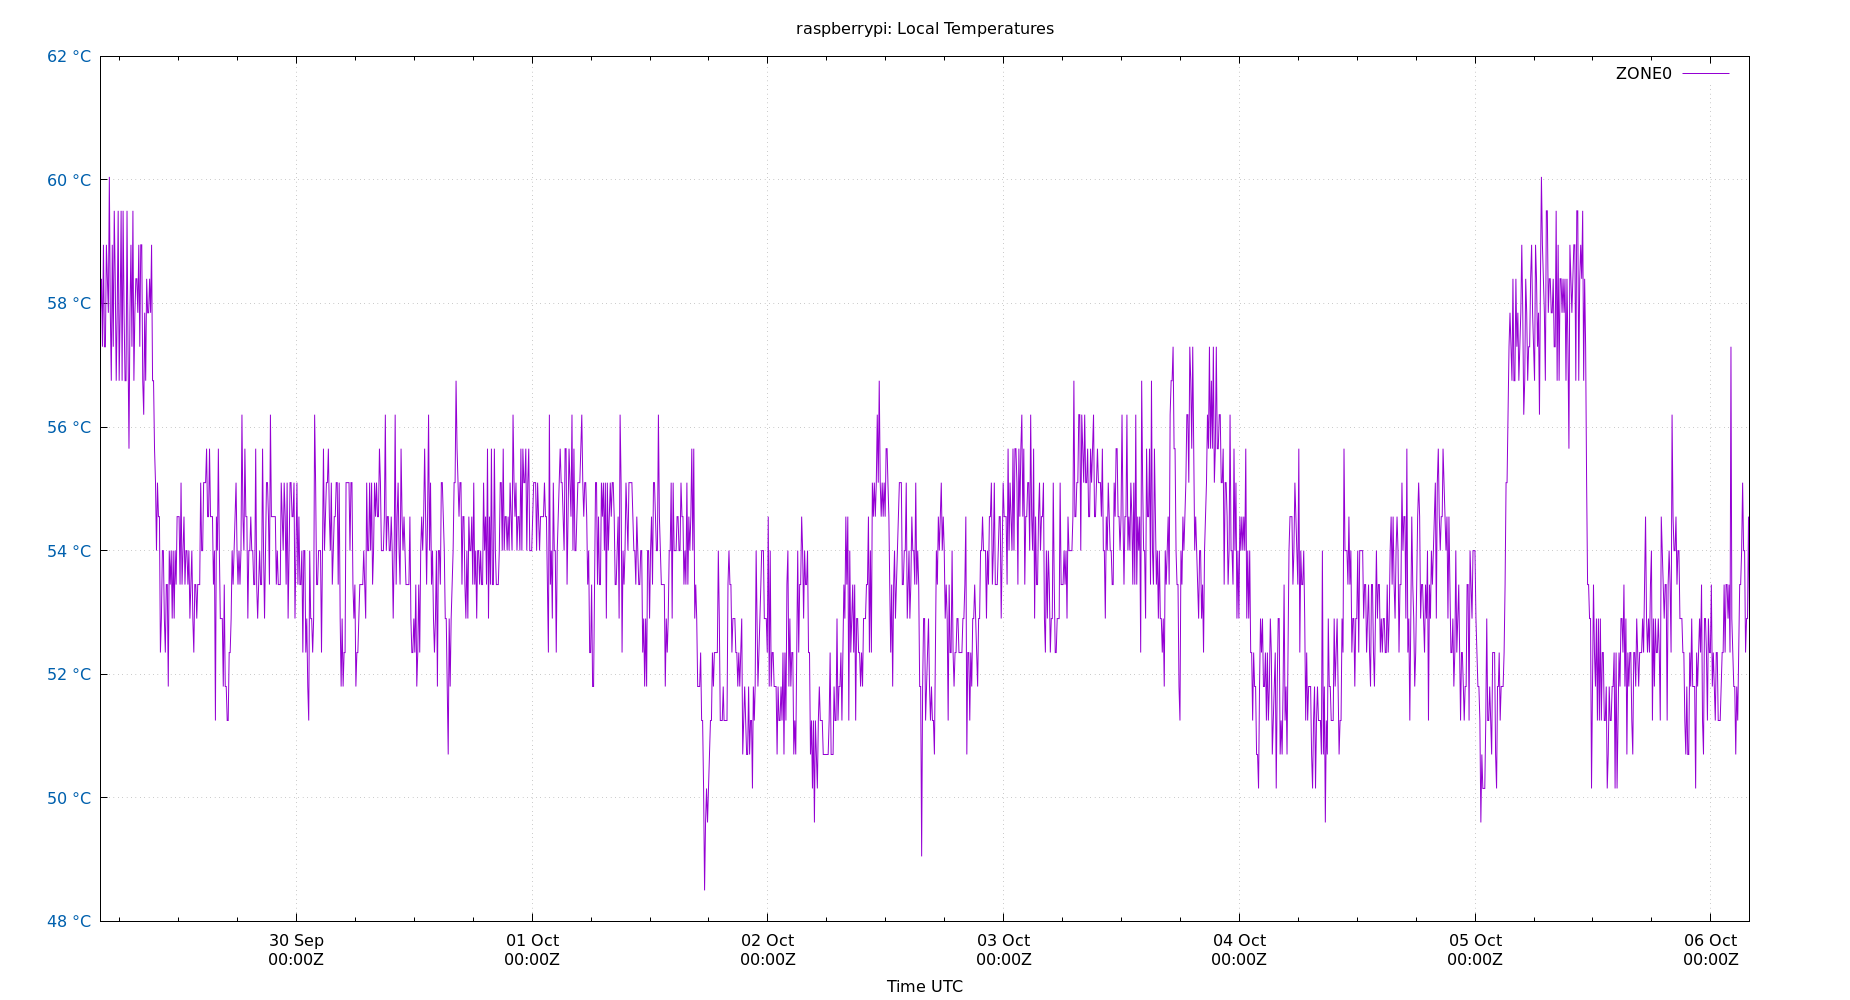 raspberrypi: Local Temperatures
ZONE0
62 °C
60 °C
58 °C
56 °C
54 °C
52 °C
50 °C
48 °C
30 Sep 01 Oct 02 Oct 03 Oct 04 Oct 05 Oct 06 Oct
00:00Z 00:00Z 00:00Z 00:00Z 00:00Z 00:00Z 00:00Z
Time UTC